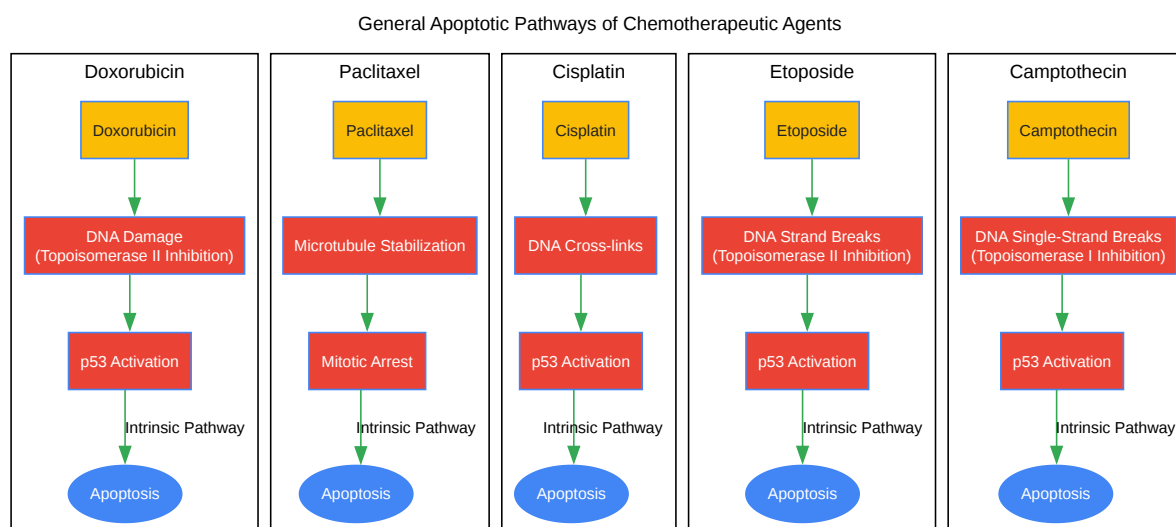 General Apoptotic Pathways of Chemotherapeutic Agents
Doxorubicin
Doxorubicin
DNA Damage
(Topoisomerase II Inhibition)
p53 Activation
Intrinsic Pathway
Apoptosis
Paclitaxel
Paclitaxel
Microtubule Stabilization
Mitotic Arrest
Intrinsic Pathway
Apoptosis
Cisplatin
Cisplatin
DNA Cross-links
p53 Activation
Intrinsic Pathway
Apoptosis
Etoposide
Etoposide
DNA Strand Breaks
(Topoisomerase II Inhibition)
p53 Activation
Intrinsic Pathway
Apoptosis
Camptothecin
Camptothecin
DNA Single-Strand Breaks
(Topoisomerase I Inhibition)
p53 Activation
Intrinsic Pathway
Apoptosis